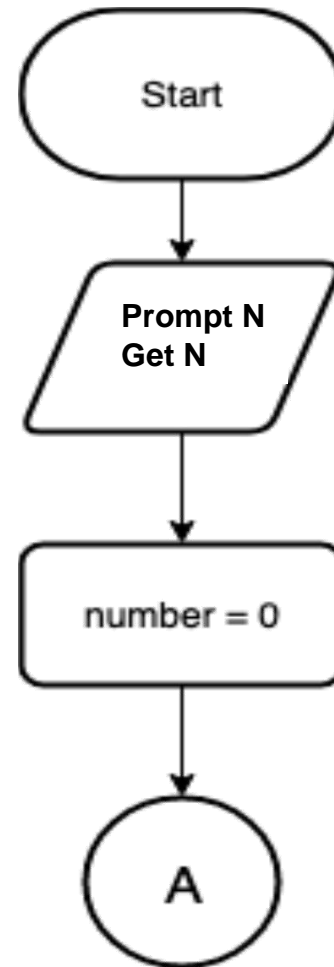 Start
Prompt N
Get N
number = 0
A